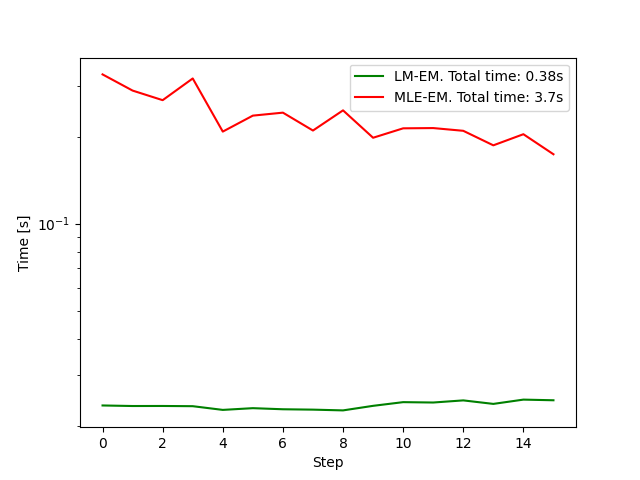 LM-EM. Total time: 0.38s
MLE-EM. Total time: 3.7s
Time [s]
10⁻¹
0 2 4 6 8 10 12 14
Step